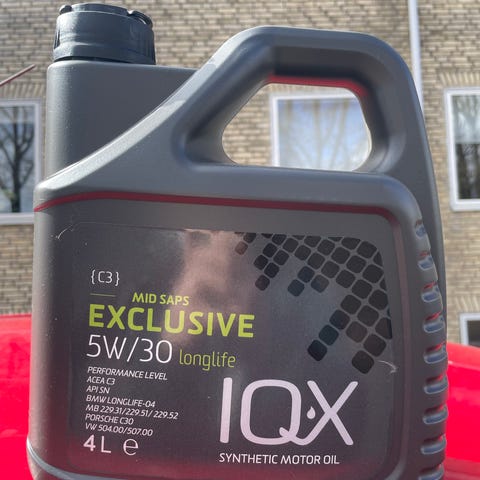 {C3}
MID SAPS
EXCLUSIVE
5W/30 longlife
PERFORMANCE LEVEL
ACEA C3
API SN
BMW LONGLIFE-04
MB 229.31/229.51/ 229.52
PORSCHE C30
VW 504.00/507.00
4L e
IQX
SYNTHETIC MOTOR OIL